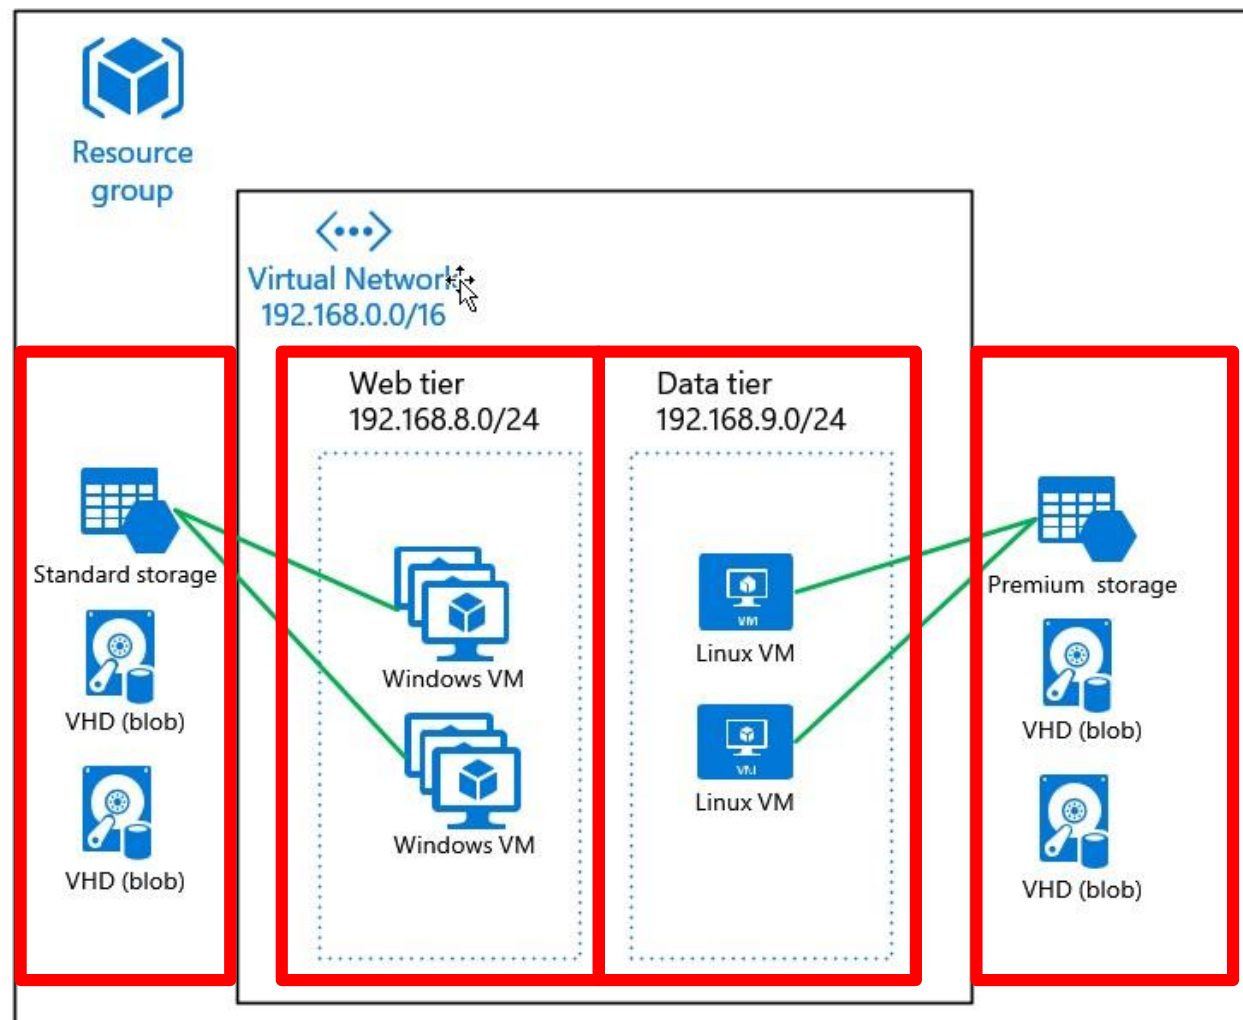 Resource
group
Virtual Network
192.168.0.0/16
Web tier
192.168.8.0/24
Data tier
192.168.9.0/24
Standard storage
VHD (blob)
VHD (blob)
Windows VM
Windows VM
VM
Linux VM
VM
Linux VM
Premium storage
VHD (blob)
VHD (blob)